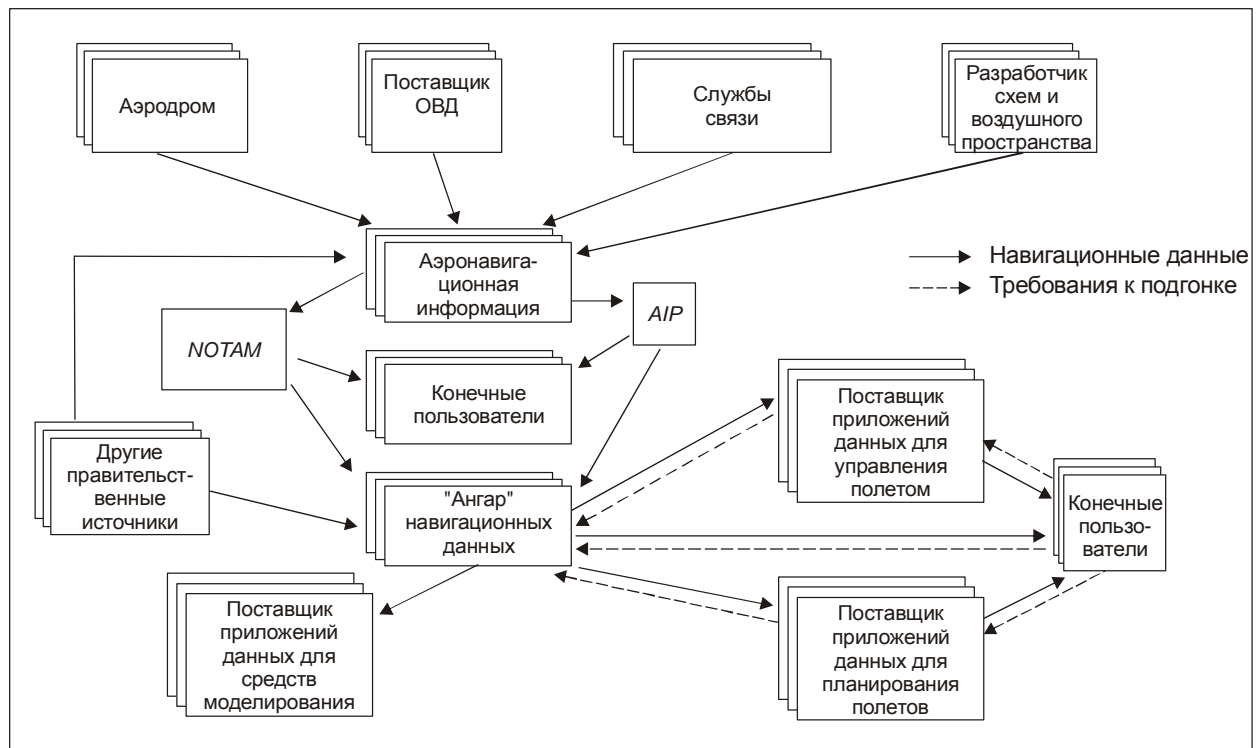 Аэродром
Поставщик
ОВД
Службы
связи
Разработчик
схем и
воздушного
пространства
Аэронавига-
ционная
информация
Навигационные данные
Требования к подгонке
AIP
NOTAM
Конечные
пользователи
Поставщик
приложений
данных для
управления
полетом
Другие
правительст-
венные
источники
"Ангар"
навигационных
данных
Конечные
пользо-
ватели
Поставщик
приложений
данных для
средств
моделирования
Поставщик
приложений
данных для
планирования
полетов